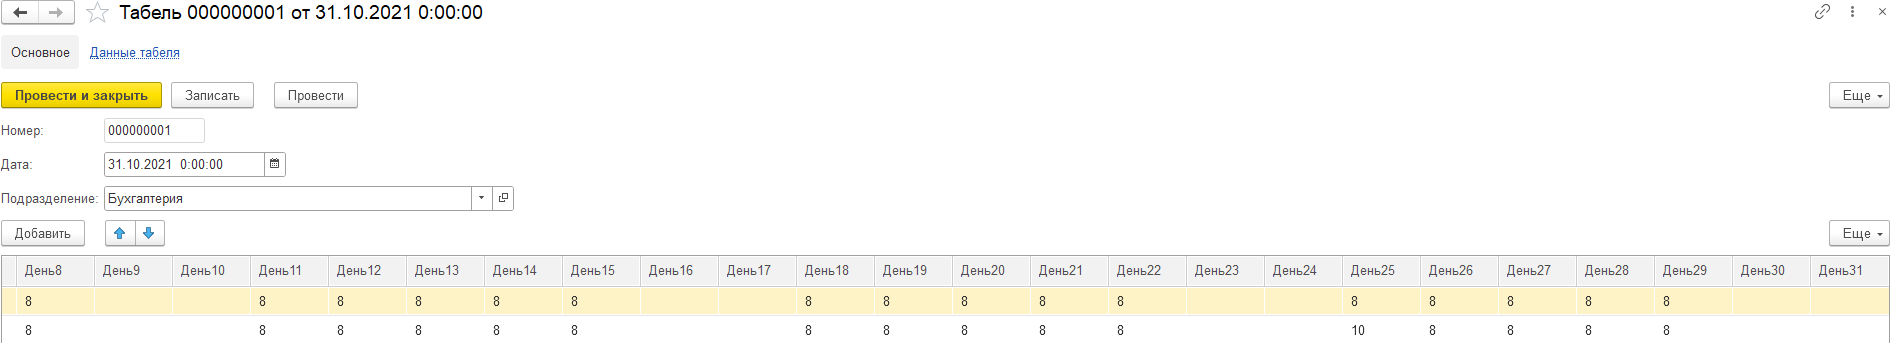 Табель 000000001 от 31.10.2021 0:00:00
Основное Данные табеля
Провести и закрыть Записать Провести Еще
Номер: 000000001
Дата: 31.10.2021 0:00:00
Подразделение: Бухгалтерия
Добавить Еще
День8 День9 День10 День11 День12 День13 День14 День15 День16 День17 День18 День19 День20 День21 День22 День23 День24 День25 День26 День27 День28 День29 День30 День31
8 8 8 8 8 8 8 8 8 8 8 8 8 8 8 8
8 8 8 8 8 8 8 8 8 8 8 10 8 8 8 8